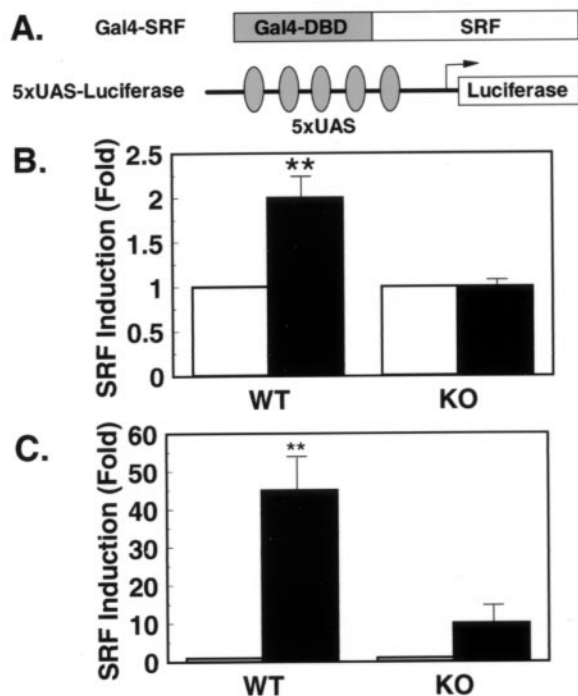 A.
Gal4-SRF
Gal4-DBD
SRF
5xUAS-Luciferase
Luciferase
5xUAS
B.
SRF Induction (Fold)
2.5
2
1.5
1
0.5
0
**
WT
KO
C.
SRF Induction (Fold)
60
50
40
30
20
10
0
**
WT
KO